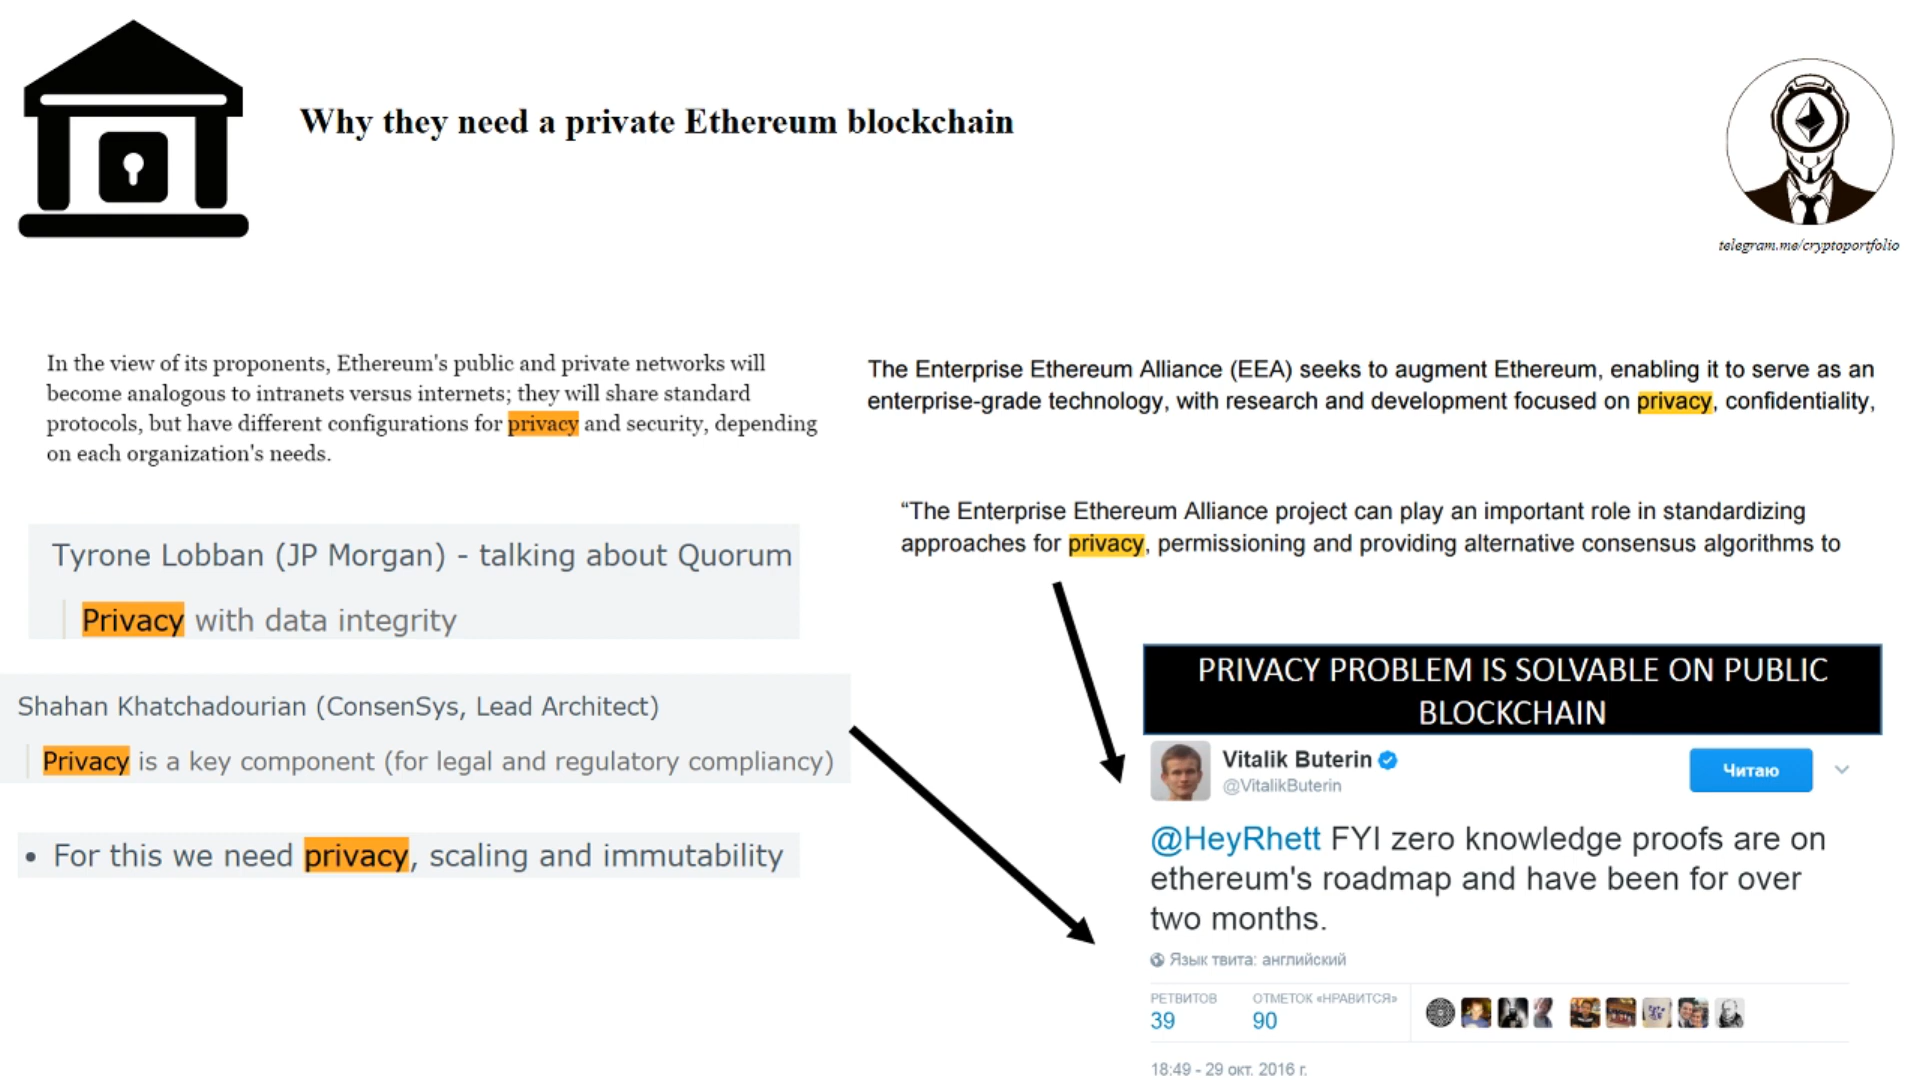 Why they need a private Ethereum blockchain
telegram.me/cryptoportfolio
In the view of its proponents, Ethereum's public and private networks will
become analogous to intranets versus internets; they will share standard
protocols, but have different configurations for privacy and security, depending
on each organization's needs.
Tyrone Lobban (JP Morgan) - talking about Quorum
Privacy with data integrity
Shahan Khatchadourian (ConsenSys, Lead Architect)
Privacy is a key component (for legal and regulatory compliancy)
• For this we need privacy, scaling and immutability
The Enterprise Ethereum Alliance (EEA) seeks to augment Ethereum, enabling it to serve as an
enterprise-grade technology, with research and development focused on privacy, confidentiality,
“The Enterprise Ethereum Alliance project can play an important role in standardizing
approaches for privacy, permissioning and providing alternative consensus algorithms to
PRIVACY PROBLEM IS SOLVABLE ON PUBLIC
BLOCKCHAIN
Vitalik Buterin
@VitalikButerin
Читаю
@HeyRhett FYI zero knowledge proofs are on
ethereum's roadmap and have been for over
two months.
Язык твита: английский
РЕТВИТОВ
39
ОТМЕТОК «НРАВИТСЯ»
90
18:49 - 29 окт. 2016 г.